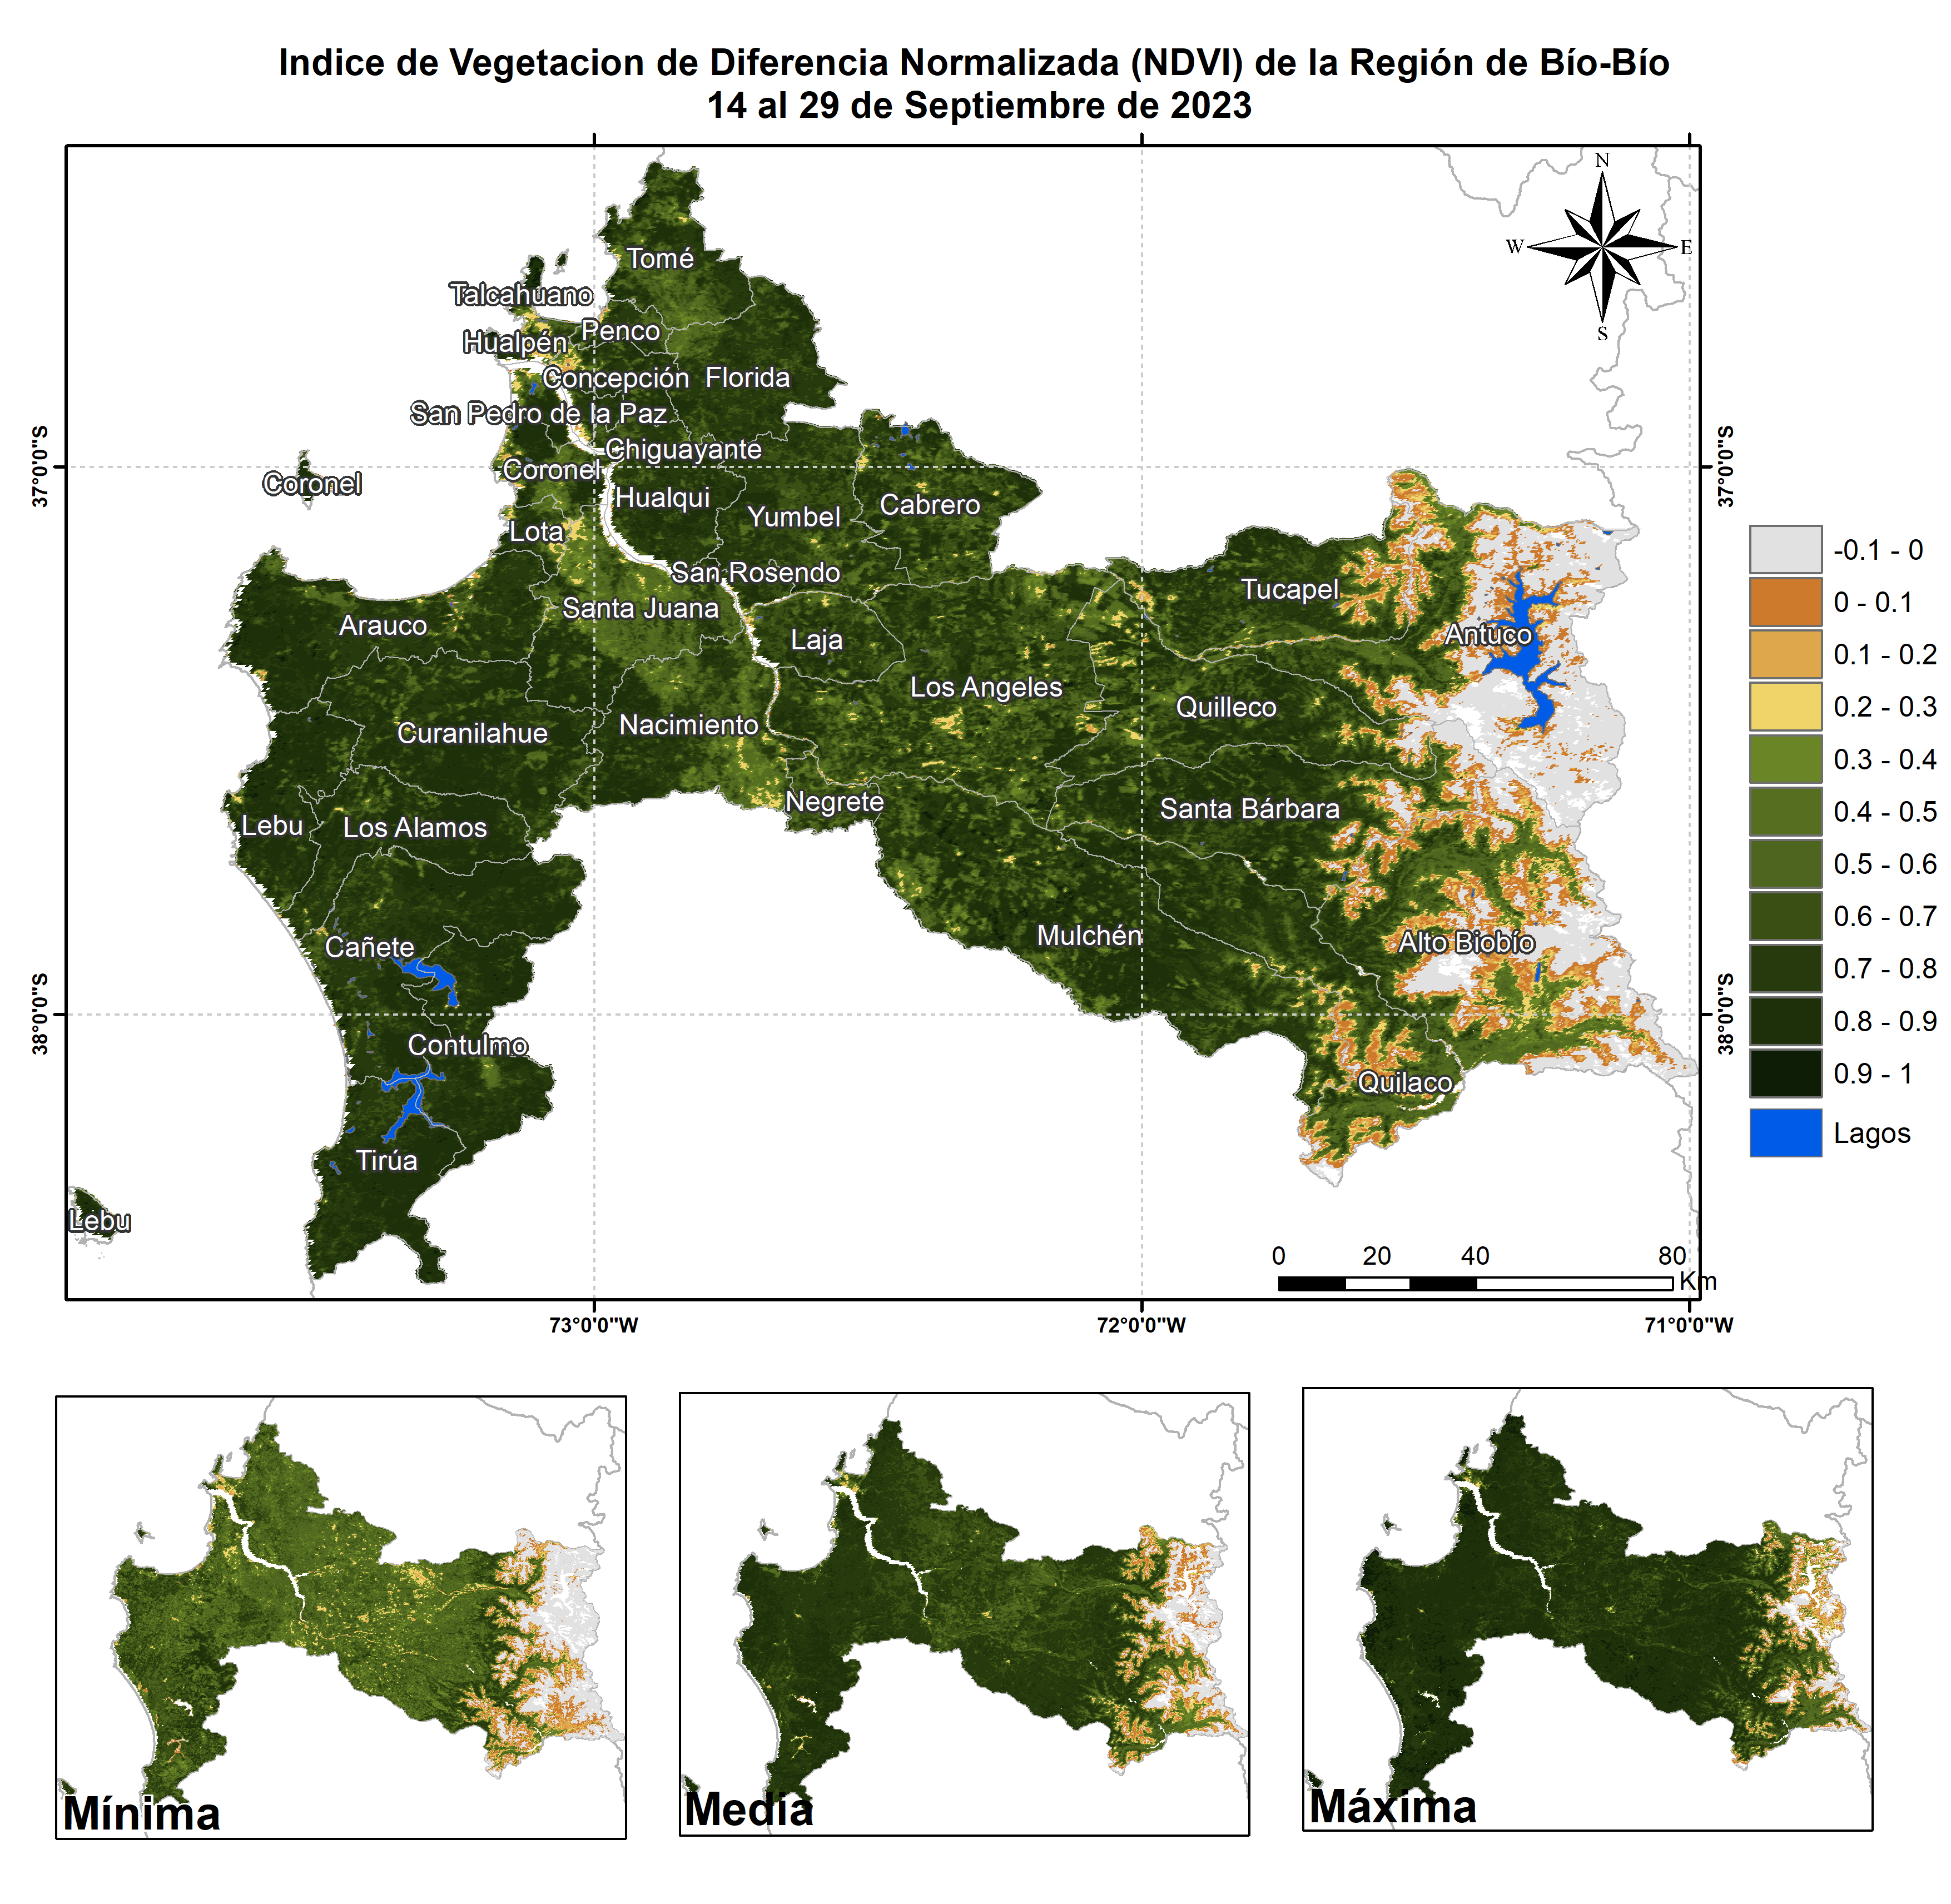 Indice de Vegetacion de Diferencia Normalizada (NDVI) de la Región de Bío-Bío
14 al 29 de Septiembre de 2023
N
W
E
S
Tomé
Talcahuano
Penco
Hualpén
Concepción
Florida
San Pedro de la Paz
Chiguayante
Coronel
Coronel
Hualqui
Yumbel
Cabrero
Lota
San Rosendo
Tucapel
Santa Juana
Arauco
Laja
Antuco
Los Angeles
Quilleco
Nacimiento
Curanilahue
Negrete
Santa Bárbara
Lebu
Los Alamos
Mulchén
Alto Biobío
Cañete
Contulmo
Quilaco
Tirúa
Lebu
37°0'0"S
37°0'0"S
38°0'0"S
38°0'0"S
73°0'0"W
72°0'0"W
71°0'0"W
0
20
40
80
Km
-0.1 - 0
0 - 0.1
0.1 - 0.2
0.2 - 0.3
0.3 - 0.4
0.4 - 0.5
0.5 - 0.6
0.6 - 0.7
0.7 - 0.8
0.8 - 0.9
0.9 - 1
Lagos
Mínima
Media
Máxima